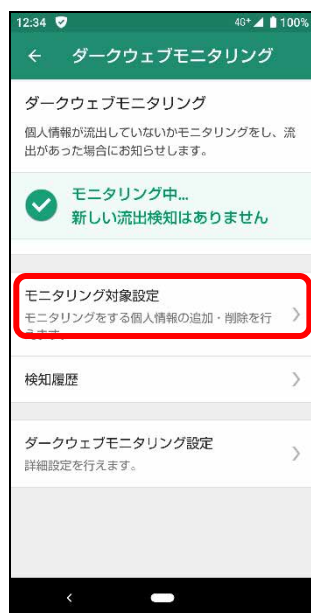 12:34 4G+ 100%
ダークウェブモニタリング
ダークウェブモニタリング
個人情報が流出していないかモニタリングをし、流
出があった場合にお知らせします。
モニタリング中...
新しい流出検知はありません
モニタリング対象設定
モニタリングをする個人情報の追加・削除を行
えます。
検知履歴
ダークウェブモニタリング設定
詳細設定を行えます。